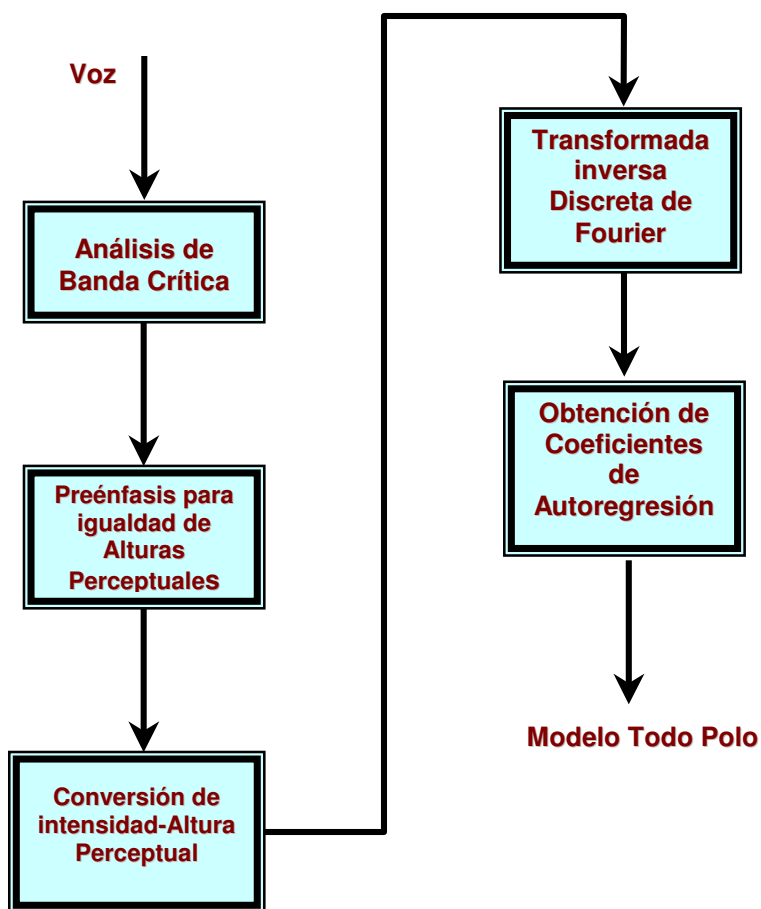 Voz
Análisis de
Banda Crítica
Preénfasis para
igualdad de
Alturas
Perceptuales
Conversión de
intensidad-Altura
Perceptual
Transformada
inversa
Discreta de
Fourier
Obtención de
Coeficientes
de
Autoregresión
Modelo Todo Polo